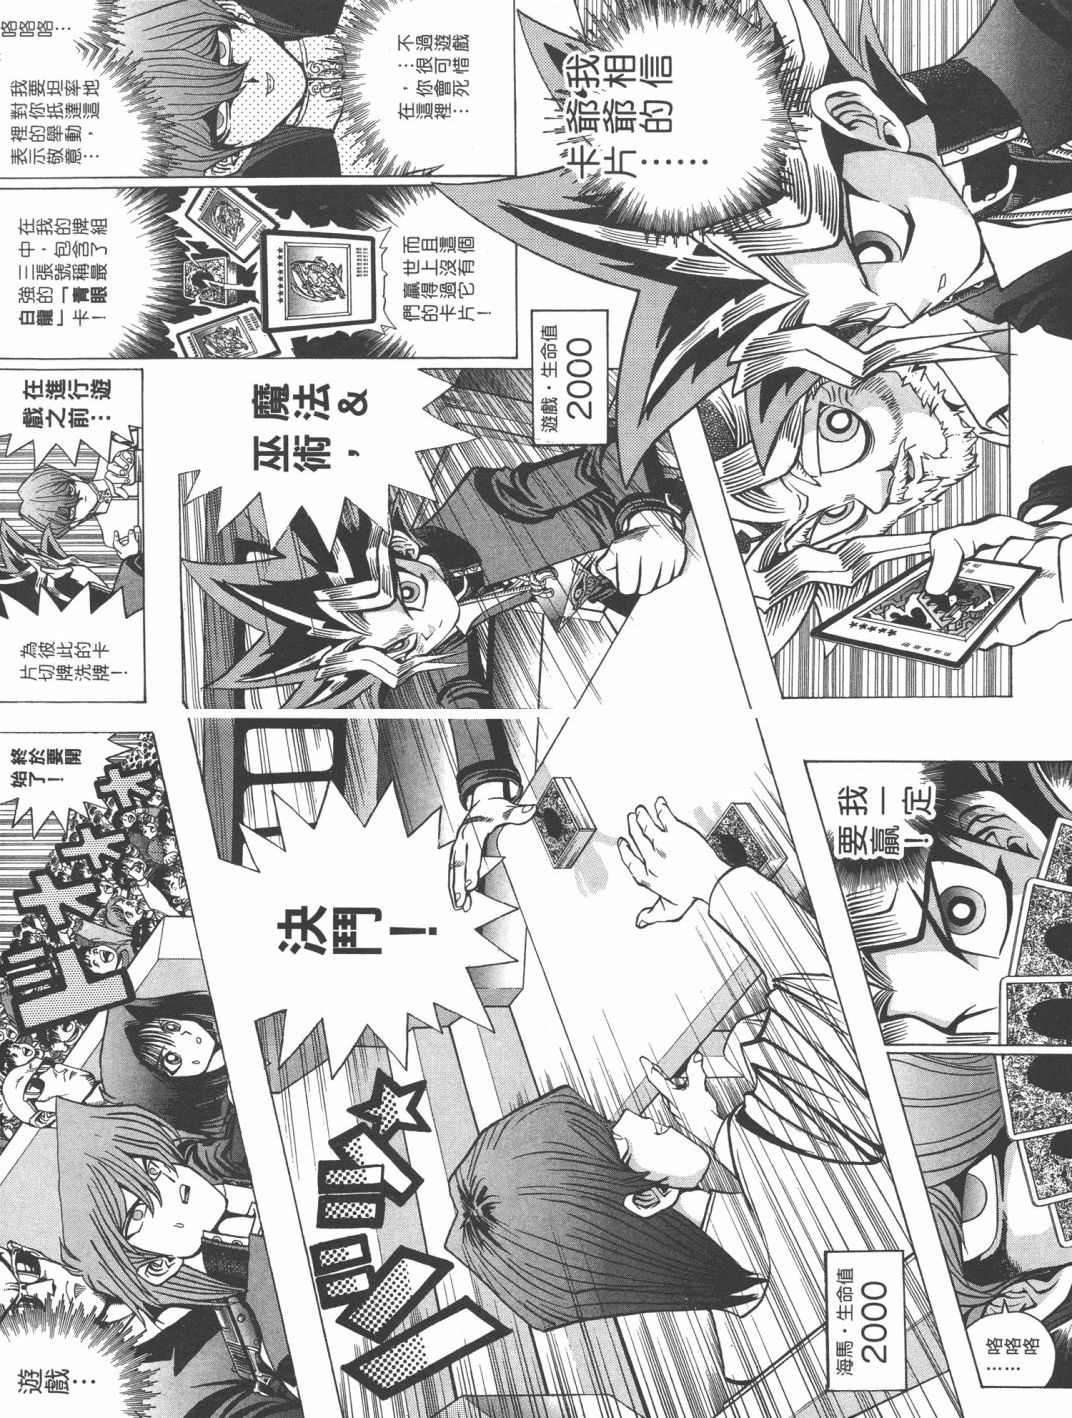 咯咯咯…
我要坦率地
對你抵達這
裡的舉動，
表示敬意…
不過遊戲
…很可惜
，你會死
在這裡…
在我的牌組
中，包含了
三張號稱最
強的「青眼
白龍」卡！
而且這個
世上沒有
贏得過它
們的卡片！
我相信
爺爺的
卡片……
在進行遊
戲之前…
為彼此的卡
片切牌洗牌！
魔法&
巫術，
遊戲・生命值
2000
終於要開
始了！
決鬥！
遊戲…
海馬・生命值
2000
我一定
要贏！
咯咯咯
…